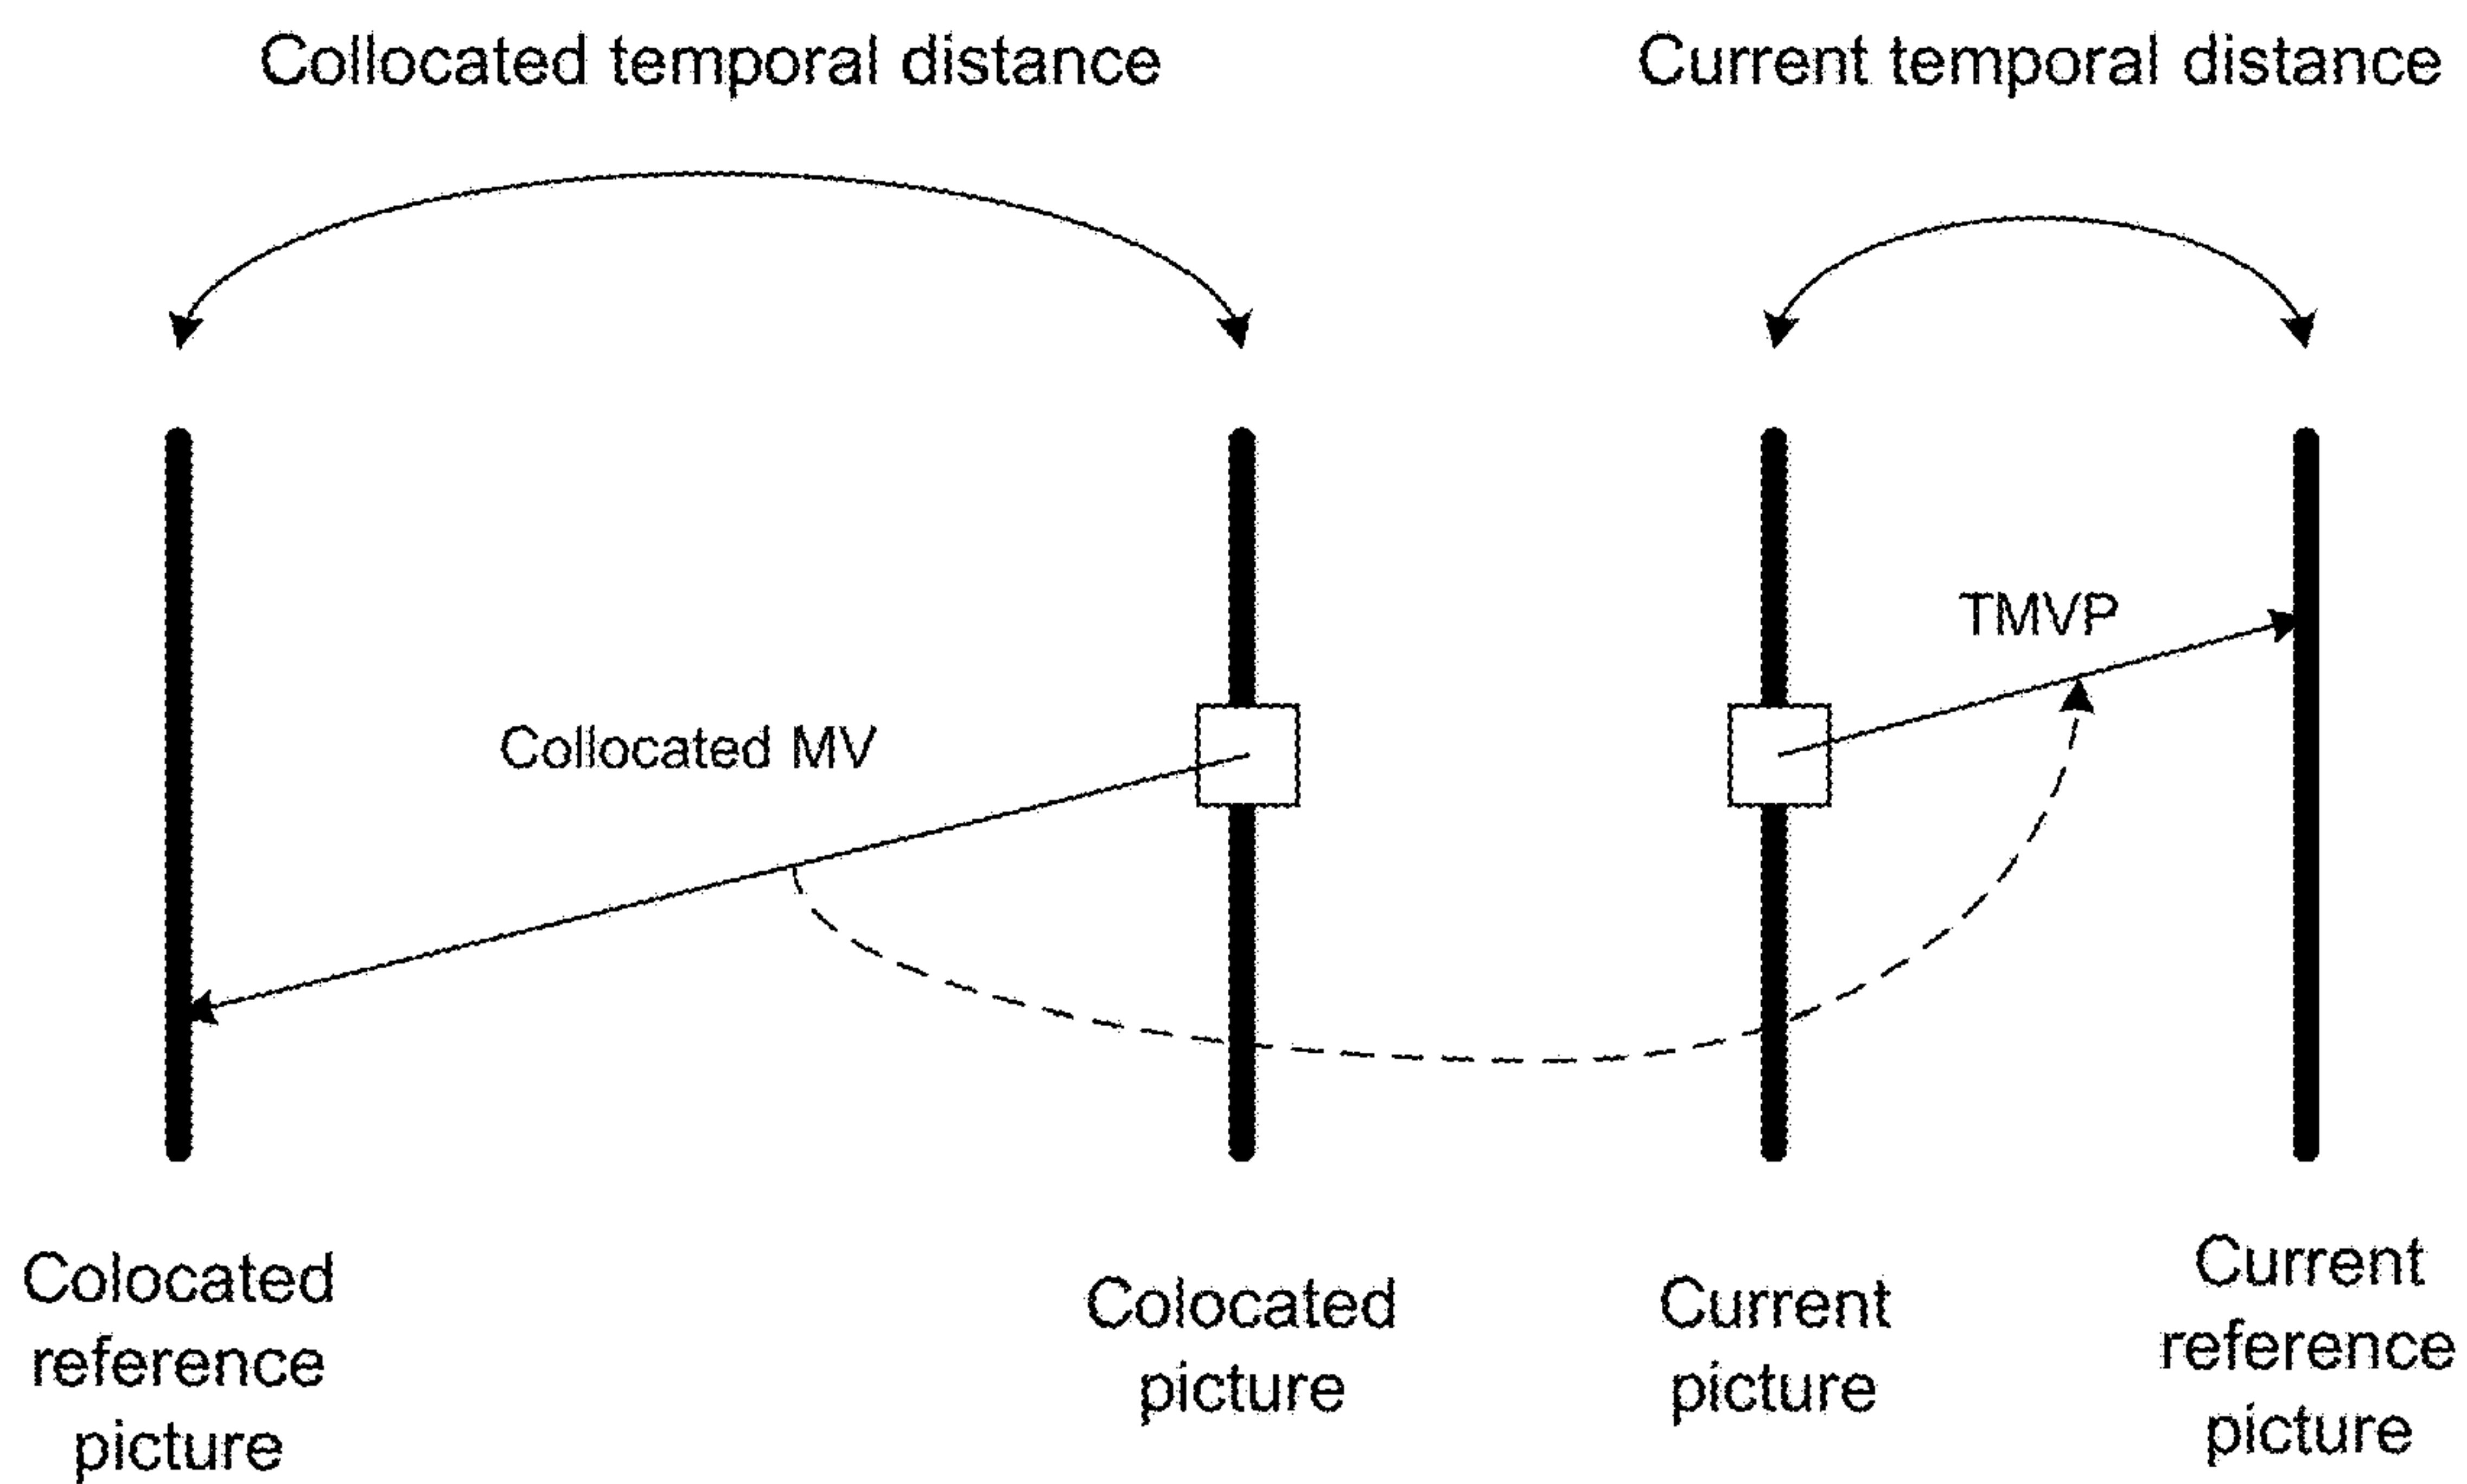 Collocated temporal distance
Current temporal distance
TMVP
Collocated MV
Colocated
reference
picture
Colocated
picture
Current
picture
Current
reference
picture